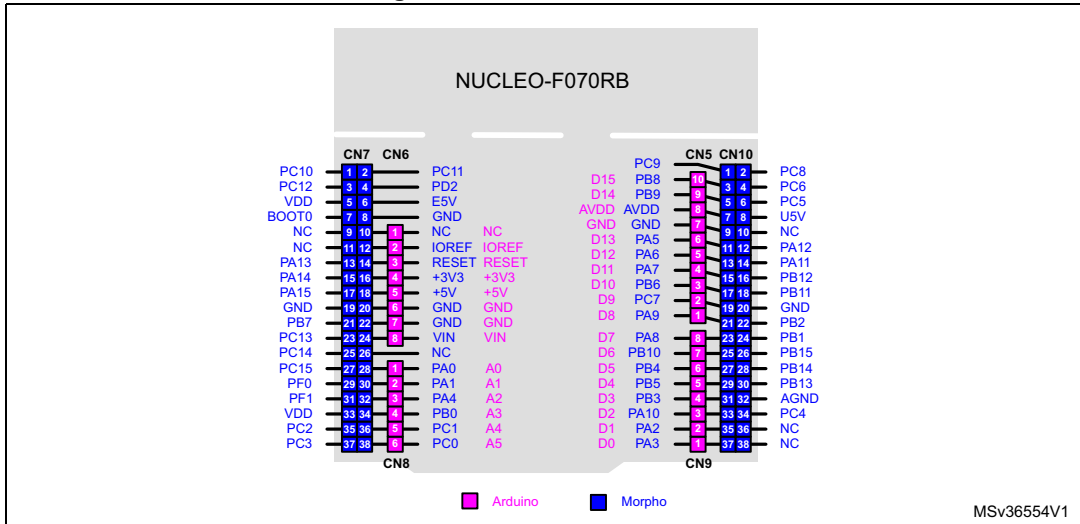 NUCLEO-F070RB
CN7 CN6 CN5 CN10
PC9
PC10 1 2 PC11 1 2 PC8
PC12 3 4 PD2 D15 PB8 10 3 4 PC6
VDD 5 6 E5V D14 PB9 9 5 6 PC5
BOOT0 7 8 GND AVDD AVDD 8 7 8 U5V
NC 9 10 1 NC NC GND GND 7 9 10 NC
NC 11 12 2 IOREF IOREF D13 PA5 6 11 12 PA12
PA13 13 14 3 RESET RESET D12 PA6 5 13 14 PA11
PA14 15 16 4 +3V3 +3V3 D11 PA7 4 15 16 PB12
PA15 17 18 5 +5V +5V D10 PB6 3 17 18 PB11
GND 19 20 6 GND GND D9 PC7 2 19 20 GND
PB7 21 22 7 GND GND D8 PA9 1 21 22 PB2
PC13 23 24 8 VIN VIN D7 PA8 8 23 24 PB1
PC14 25 26 NC D6 PB10 7 25 26 PB15
PC15 27 28 1 PA0 A0 D5 PB4 6 27 28 PB14
PF0 29 30 2 PA1 A1 D4 PB5 5 29 30 PB13
PF1 31 32 3 PA4 A2 D3 PB3 4 31 32 AGND
VDD 33 34 4 PB0 A3 D2 PA10 3 33 34 PC4
PC2 35 36 5 PC1 A4 D1 PA2 2 35 36 NC
PC3 37 38 6 PC0 A5 D0 PA3 1 37 38 NC
CN8 CN9
Arduino Morpho
MSv36554V1